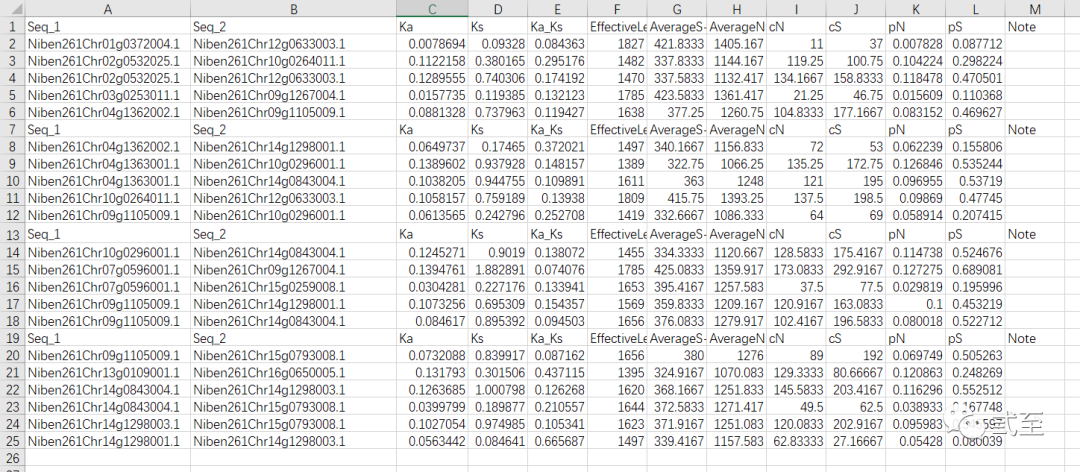 A B C D E F G H I J K L M
1 Seq_1 Seq_2 Ka Ks Ka_Ks EffectiveLe AverageS- AverageN cN cS pN pS Note
2 Niben261Chr01g0372004.1 Niben261Chr12g0633003.1 0.0078694 0.09328 0.084363 1827 421.8333 1405.167 11 37 0.007828 0.087712
3 Niben261Chr02g0532025.1 Niben261Chr10g0264011.1 0.1122158 0.380165 0.295176 1482 337.8333 1144.167 119.25 100.75 0.104224 0.298224
4 Niben261Chr02g0532025.1 Niben261Chr12g0633003.1 0.1289555 0.740306 0.174192 1470 337.5833 1132.417 134.1667 158.8333 0.118478 0.470501
5 Niben261Chr03g0253011.1 Niben261Chr09g1267004.1 0.0157735 0.119385 0.132123 1785 423.5833 1361.417 21.25 46.75 0.015609 0.110368
6 Niben261Chr04g1362002.1 Niben261Chr09g1105009.1 0.0881328 0.737963 0.119427 1638 377.25 1260.75 104.8333 177.1667 0.083152 0.469627
7 Seq_1 Seq_2 Ka Ks Ka_Ks EffectiveLe AverageS- AverageN cN cS pN pS Note
8 Niben261Chr04g1362002.1 Niben261Chr14g1298001.1 0.0649737 0.17465 0.372021 1497 340.1667 1156.833 72 53 0.062239 0.155806
9 Niben261Chr04g1363001.1 Niben261Chr10g0296001.1 0.1389602 0.937928 0.148157 1389 322.75 1066.25 135.25 172.75 0.126846 0.535244
10 Niben261Chr04g1363001.1 Niben261Chr14g0843004.1 0.1038205 0.944755 0.109891 1611 363 1248 121 195 0.096955 0.53719
11 Niben261Chr10g0264011.1 Niben261Chr12g0633003.1 0.1058157 0.759189 0.13938 1809 415.75 1393.25 137.5 198.5 0.09869 0.47745
12 Niben261Chr09g1105009.1 Niben261Chr10g0296001.1 0.0613565 0.242796 0.252708 1419 332.6667 1086.333 64 69 0.058914 0.207415
13 Seq_1 Seq_2 Ka Ks Ka_Ks EffectiveLe AverageS- AverageN cN cS pN pS Note
14 Niben261Chr10g0296001.1 Niben261Chr14g0843004.1 0.1245271 0.9019 0.138072 1455 334.3333 1120.667 128.5833 175.4167 0.114738 0.524676
15 Niben261Chr07g0596001.1 Niben261Chr09g1267004.1 0.1394761 1.882891 0.074076 1785 425.0833 1359.917 173.0833 292.9167 0.127275 0.689081
16 Niben261Chr07g0596001.1 Niben261Chr15g0259008.1 0.0304281 0.227176 0.133941 1653 395.4167 1257.583 37.5 77.5 0.029819 0.195996
17 Niben261Chr09g1105009.1 Niben261Chr14g1298001.1 0.1073256 0.695309 0.154357 1569 359.8333 1209.167 120.9167 163.0833 0.1 0.453219
18 Niben261Chr09g1105009.1 Niben261Chr14g0843004.1 0.084617 0.895392 0.094503 1656 376.0833 1279.917 102.4167 196.5833 0.080018 0.522712
19 Seq_1 Seq_2 Ka Ks Ka_Ks EffectiveLe AverageS- AverageN cN cS pN pS Note
20 Niben261Chr09g1105009.1 Niben261Chr15g0793008.1 0.0732088 0.839917 0.087162 1656 380 1276 89 192 0.069749 0.505263
21 Niben261Chr13g0109001.1 Niben261Chr16g0650005.1 0.131793 0.301506 0.437115 1395 324.9167 1070.083 129.3333 80.66667 0.120863 0.248269
22 Niben261Chr14g0843004.1 Niben261Chr14g1298003.1 0.1263685 1.000798 0.126268 1620 368.1667 1251.833 145.5833 203.4167 0.116296 0.552512
23 Niben261Chr14g0843004.1 Niben261Chr15g0793008.1 0.0399799 0.189877 0.210557 1644 372.5833 1271.417 49.5 62.5 0.038933
24 Niben261Chr14g1298003.1 Niben261Chr15g0793008.1 0.1027054 0.974985 0.105341 1623 371.9167 1251.083 120.0833 202.9167 0.095983
25 Niben261Chr14g1298001.1 Niben261Chr14g1298003.1 0.0563442 0.084641 0.665687 1497 339.4167 1157.583 62.83333 27.16667 0.05428 0.080039
26
贰至